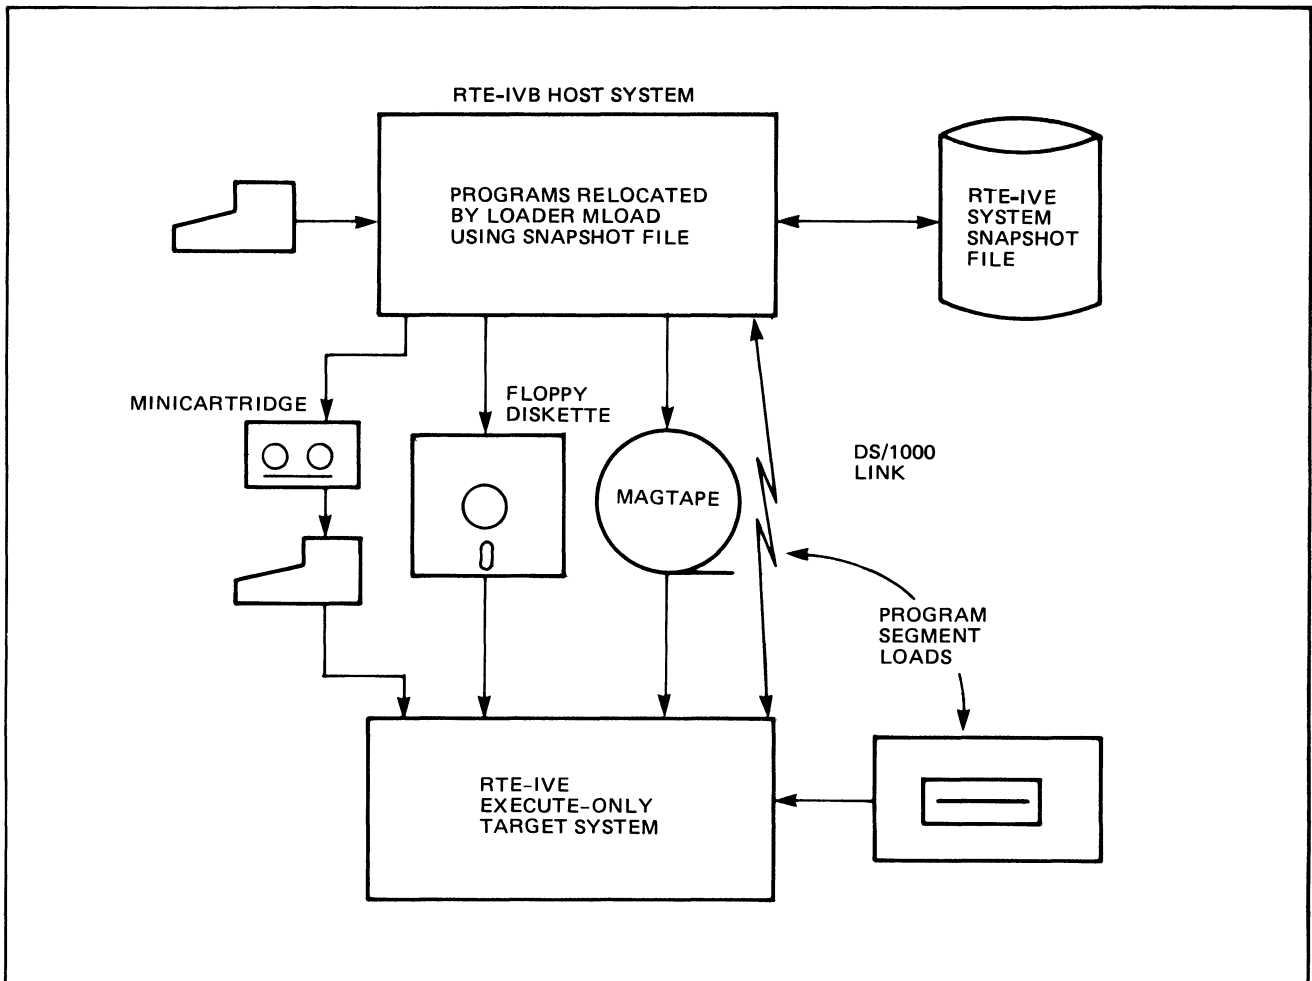 RTE-IVB HOST SYSTEM
PROGRAMS RELOCATED
BY LOADER MLOAD
USING SNAPSHOT FILE
RTE-IVE
SYSTEM
SNAPSHOT
FILE
MINICARTRIDGE
FLOPPY
DISKETTE
MAGTAPE
DS/1000
LINK
PROGRAM
SEGMENT
LOADS
RTE-IVE
EXECUTE-ONLY
TARGET SYSTEM